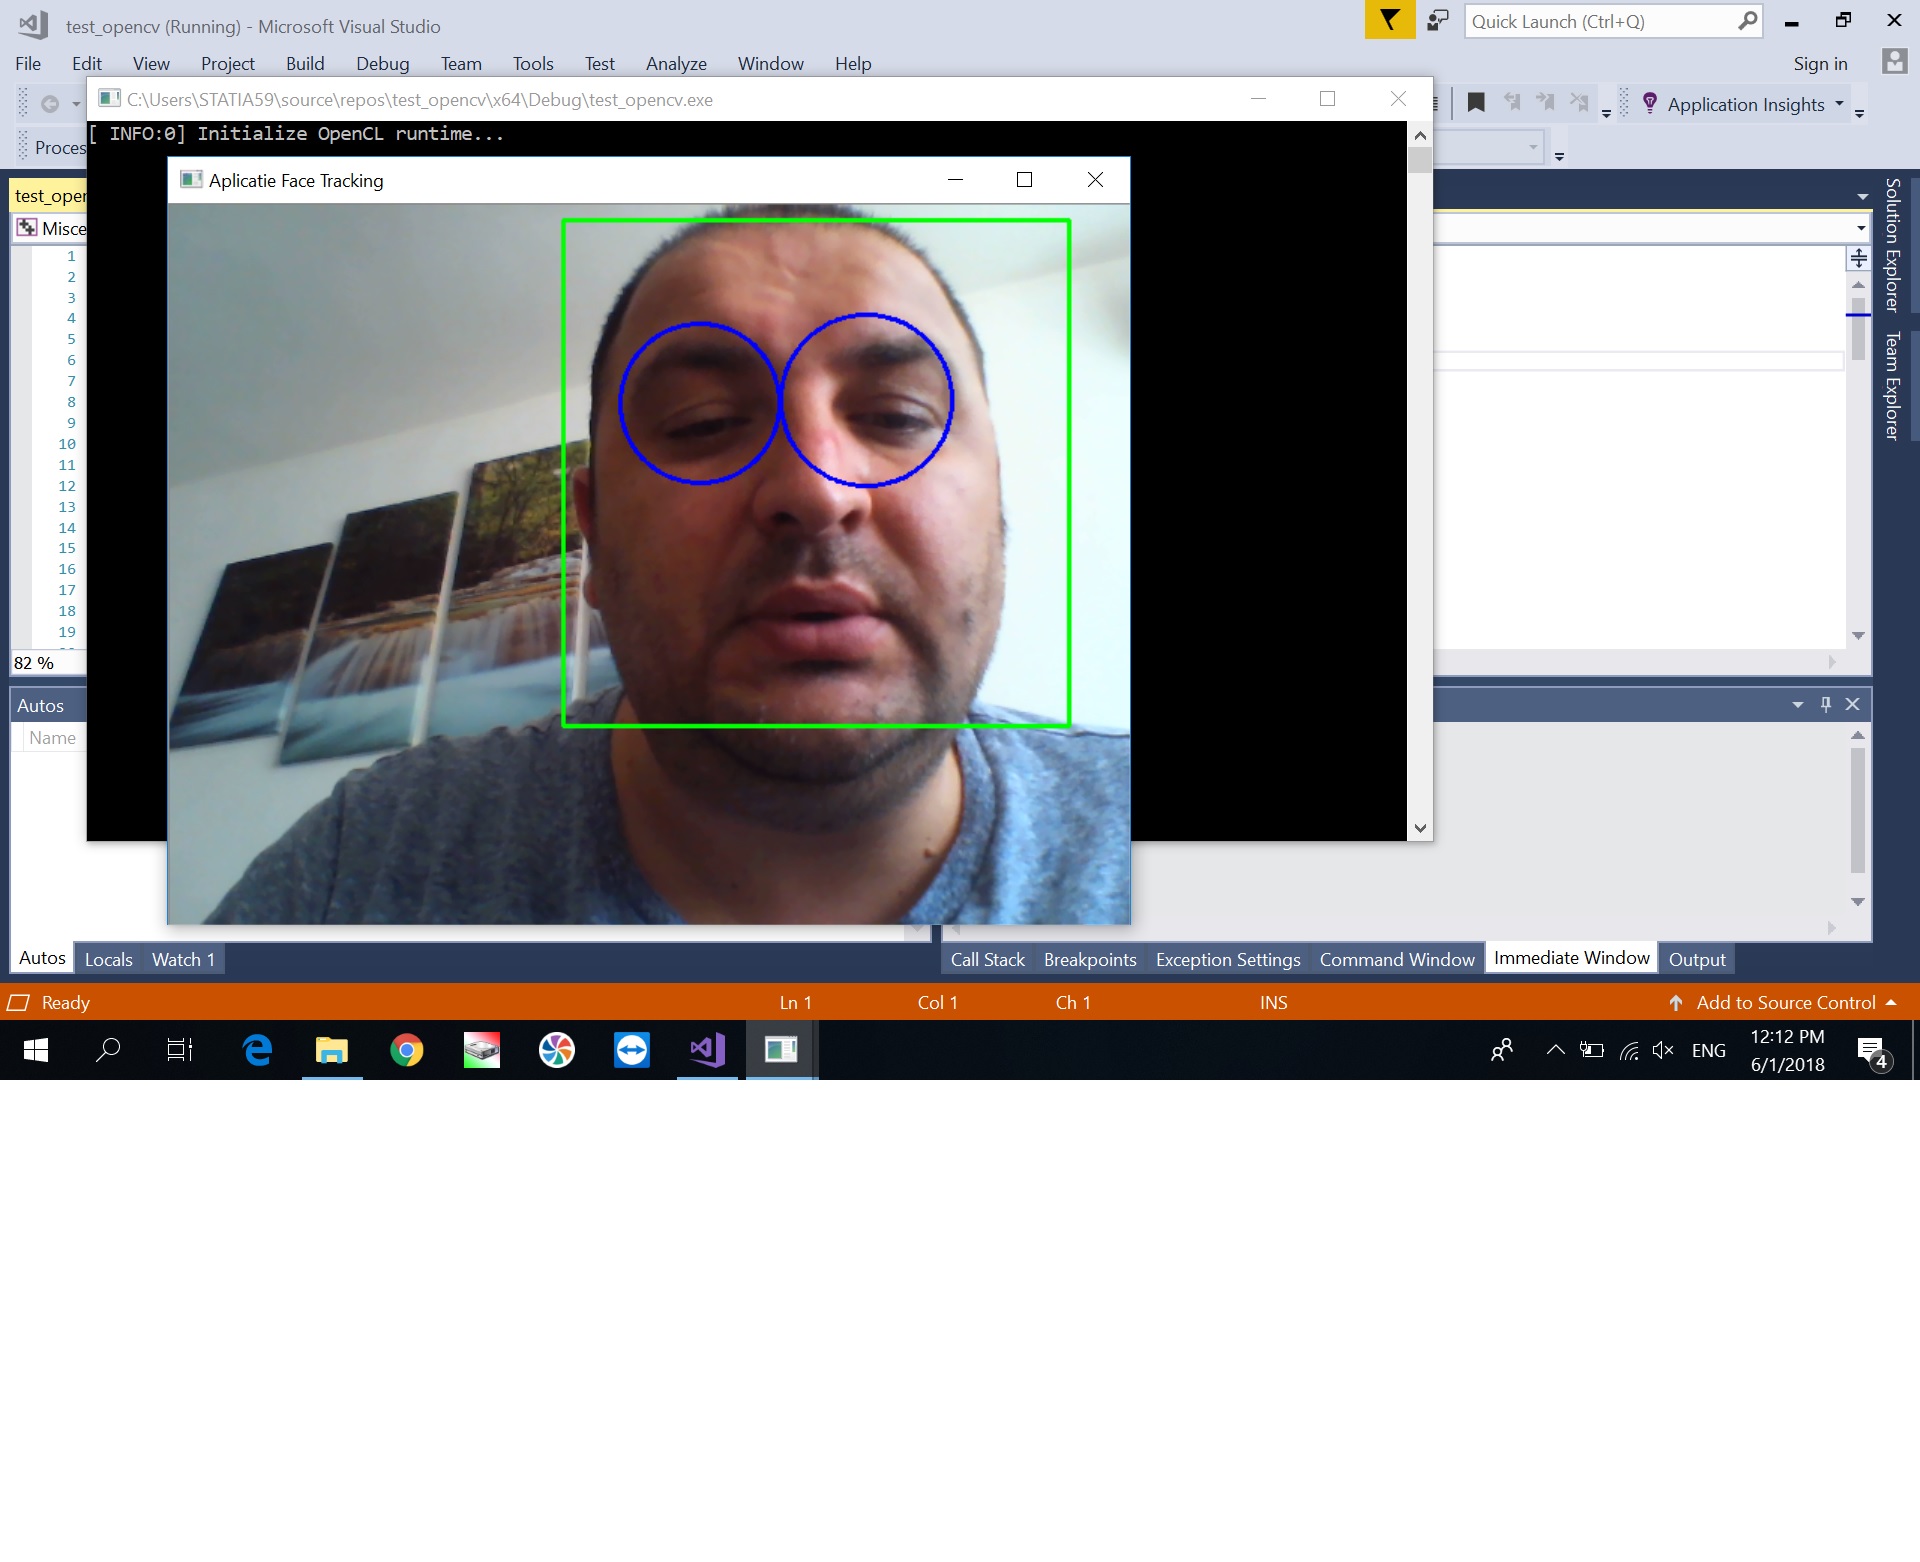 test_opencv (Running) - Microsoft Visual Studio
Quick Launch (Ctrl+Q)
File Edit View Project Build Debug Team Tools Test Analyze Window Help
Sign in
C:\Users\STATIA59\source\repos\test_opencv\x64\Debug\test_opencv.exe
Application Insights
[ INFO:0] Initialize OpenCL runtime...
Proces
Aplicatie Face Tracking
test_oper
Misce
Solution Explorer
Team Explorer
1
2
3
4
5
6
7
8
9
10
11
12
13
14
15
16
17
18
19
82 %
Autos
Name
Autos Locals Watch 1
Call Stack Breakpoints Exception Settings Command Window Immediate Window Output
Ready Ln 1 Col 1 Ch 1 INS Add to Source Control
ENG
12:12 PM
6/1/2018
4